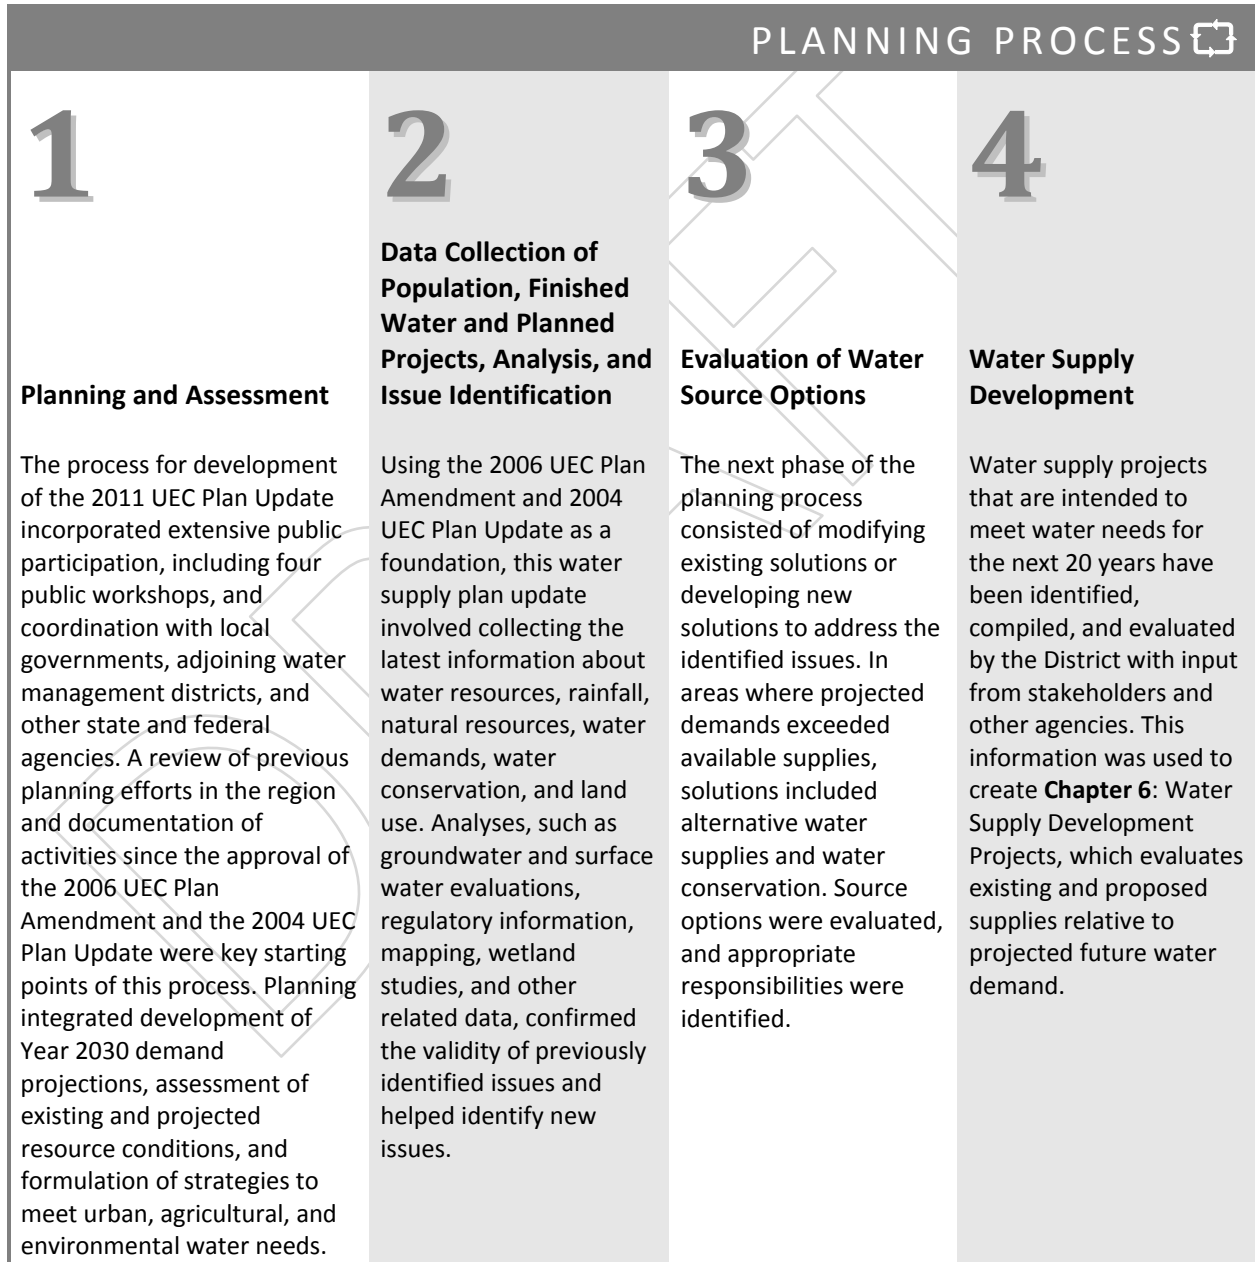 PLANNING PROCESS
1
Planning and Assessment
The process for development
of the 2011 UEC Plan Update
incorporated extensive public
participation, including four
public workshops, and
coordination with local
governments, adjoining water
management districts, and
other state and federal
agencies. A review of previous
planning efforts in the region
and documentation of
activities since the approval of
the 2006 UEC Plan
Amendment and the 2004 UEC
Plan Update were key starting
points of this process. Planning
integrated development of
Year 2030 demand
projections, assessment of
existing and projected
resource conditions, and
formulation of strategies to
meet urban, agricultural, and
environmental water needs.
2
Data Collection of
Population, Finished
Water and Planned
Projects, Analysis, and
Issue Identification
Using the 2006 UEC Plan
Amendment and 2004
UEC Plan Update as a
foundation, this water
supply plan update
involved collecting the
latest information about
water resources, rainfall,
natural resources, water
demands, water
conservation, and land
use. Analyses, such as
groundwater and surface
water evaluations,
regulatory information,
mapping, wetland
studies, and other
related data, confirmed
the validity of previously
identified issues and
helped identify new
issues.
3
Evaluation of Water
Source Options
The next phase of the
planning process
consisted of modifying
existing solutions or
developing new
solutions to address the
identified issues. In
areas where projected
demands exceeded
available supplies,
solutions included
alternative water
supplies and water
conservation. Source
options were evaluated,
and appropriate
responsibilities were
identified.
4
Water Supply
Development
Water supply projects
that are intended to
meet water needs for
the next 20 years have
been identified,
compiled, and evaluated
by the District with input
from stakeholders and
other agencies. This
information was used to
create Chapter 6: Water
Supply Development
Projects, which evaluates
existing and proposed
supplies relative to
projected future water
demand.
DRAFT